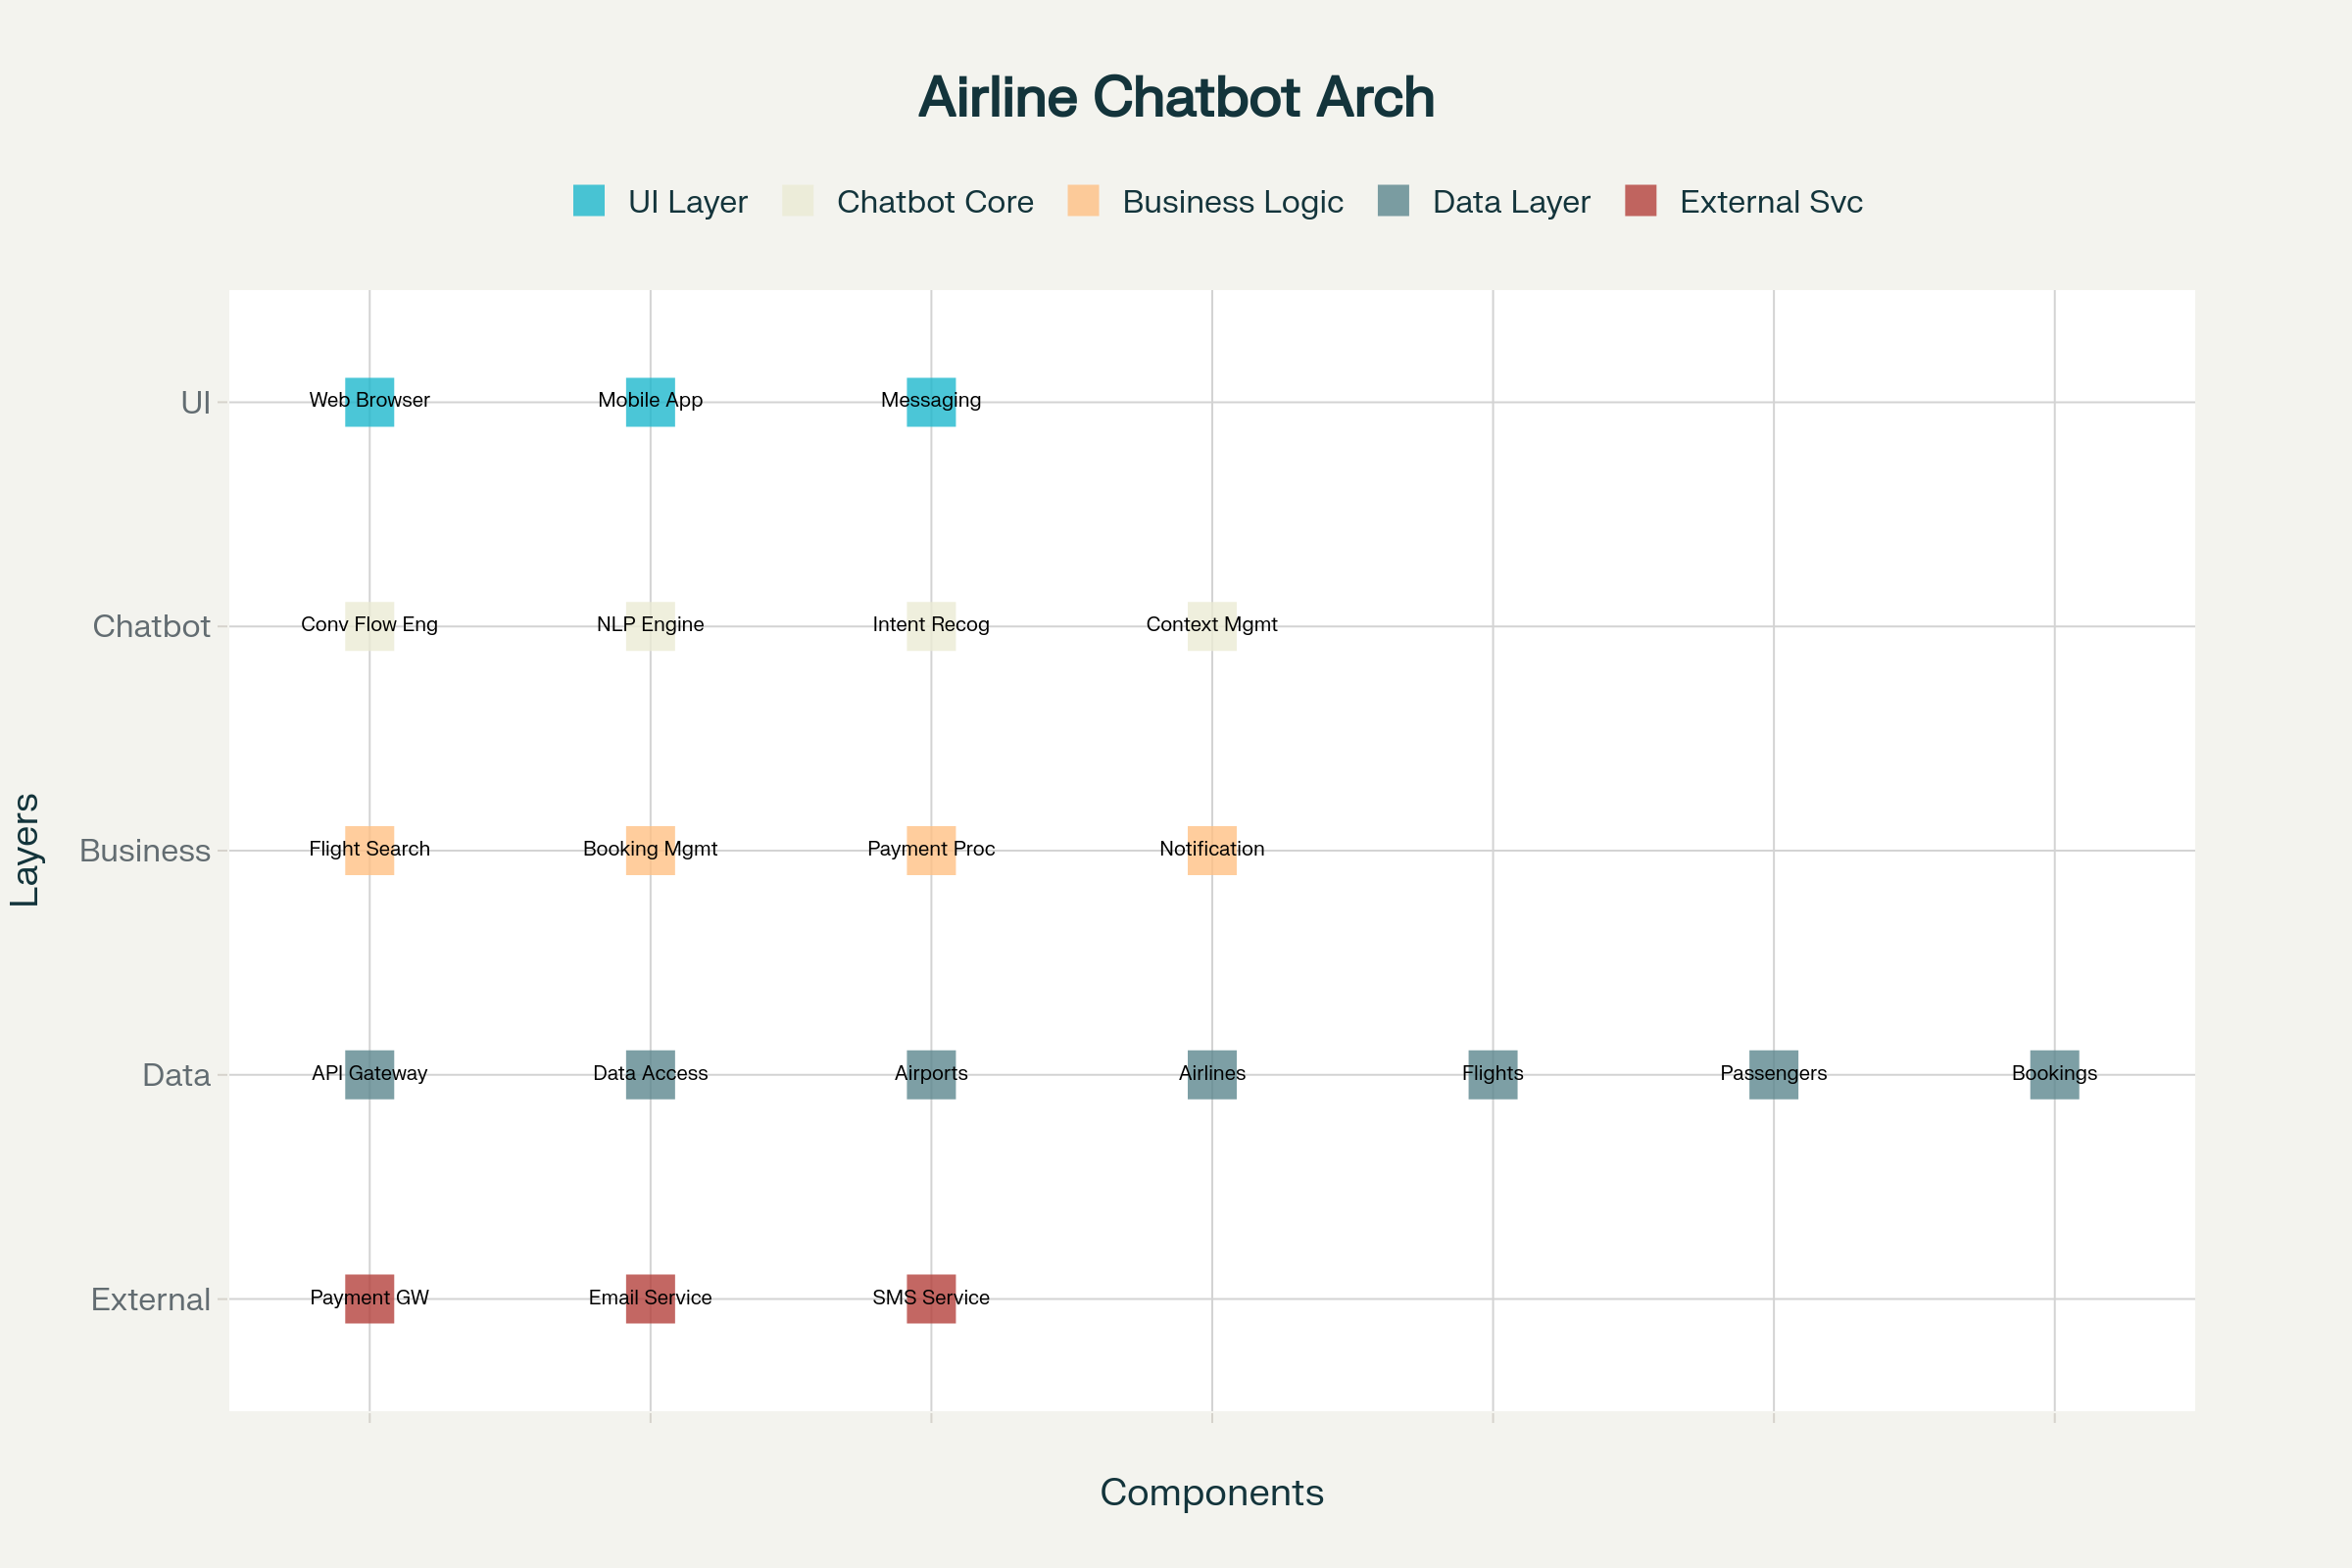 Airline Chatbot Arch
UI Layer Chatbot Core Business Logic Data Layer External Svc
Layers
UI Web Browser Mobile App Messaging
Chatbot Conv Flow Eng NLP Engine Intent Recog Context Mgmt
Business Flight Search Booking Mgmt Payment Proc Notification
Data API Gateway Data Access Airports Airlines Flights Passengers Bookings
External Payment GW Email Service SMS Service
Components